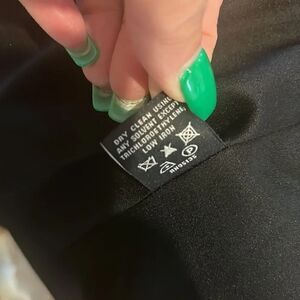 DRY CLEAN USING
ANY SOLVENT EXCEPT
TRICHLOROETHYLENE,
LOW IRON